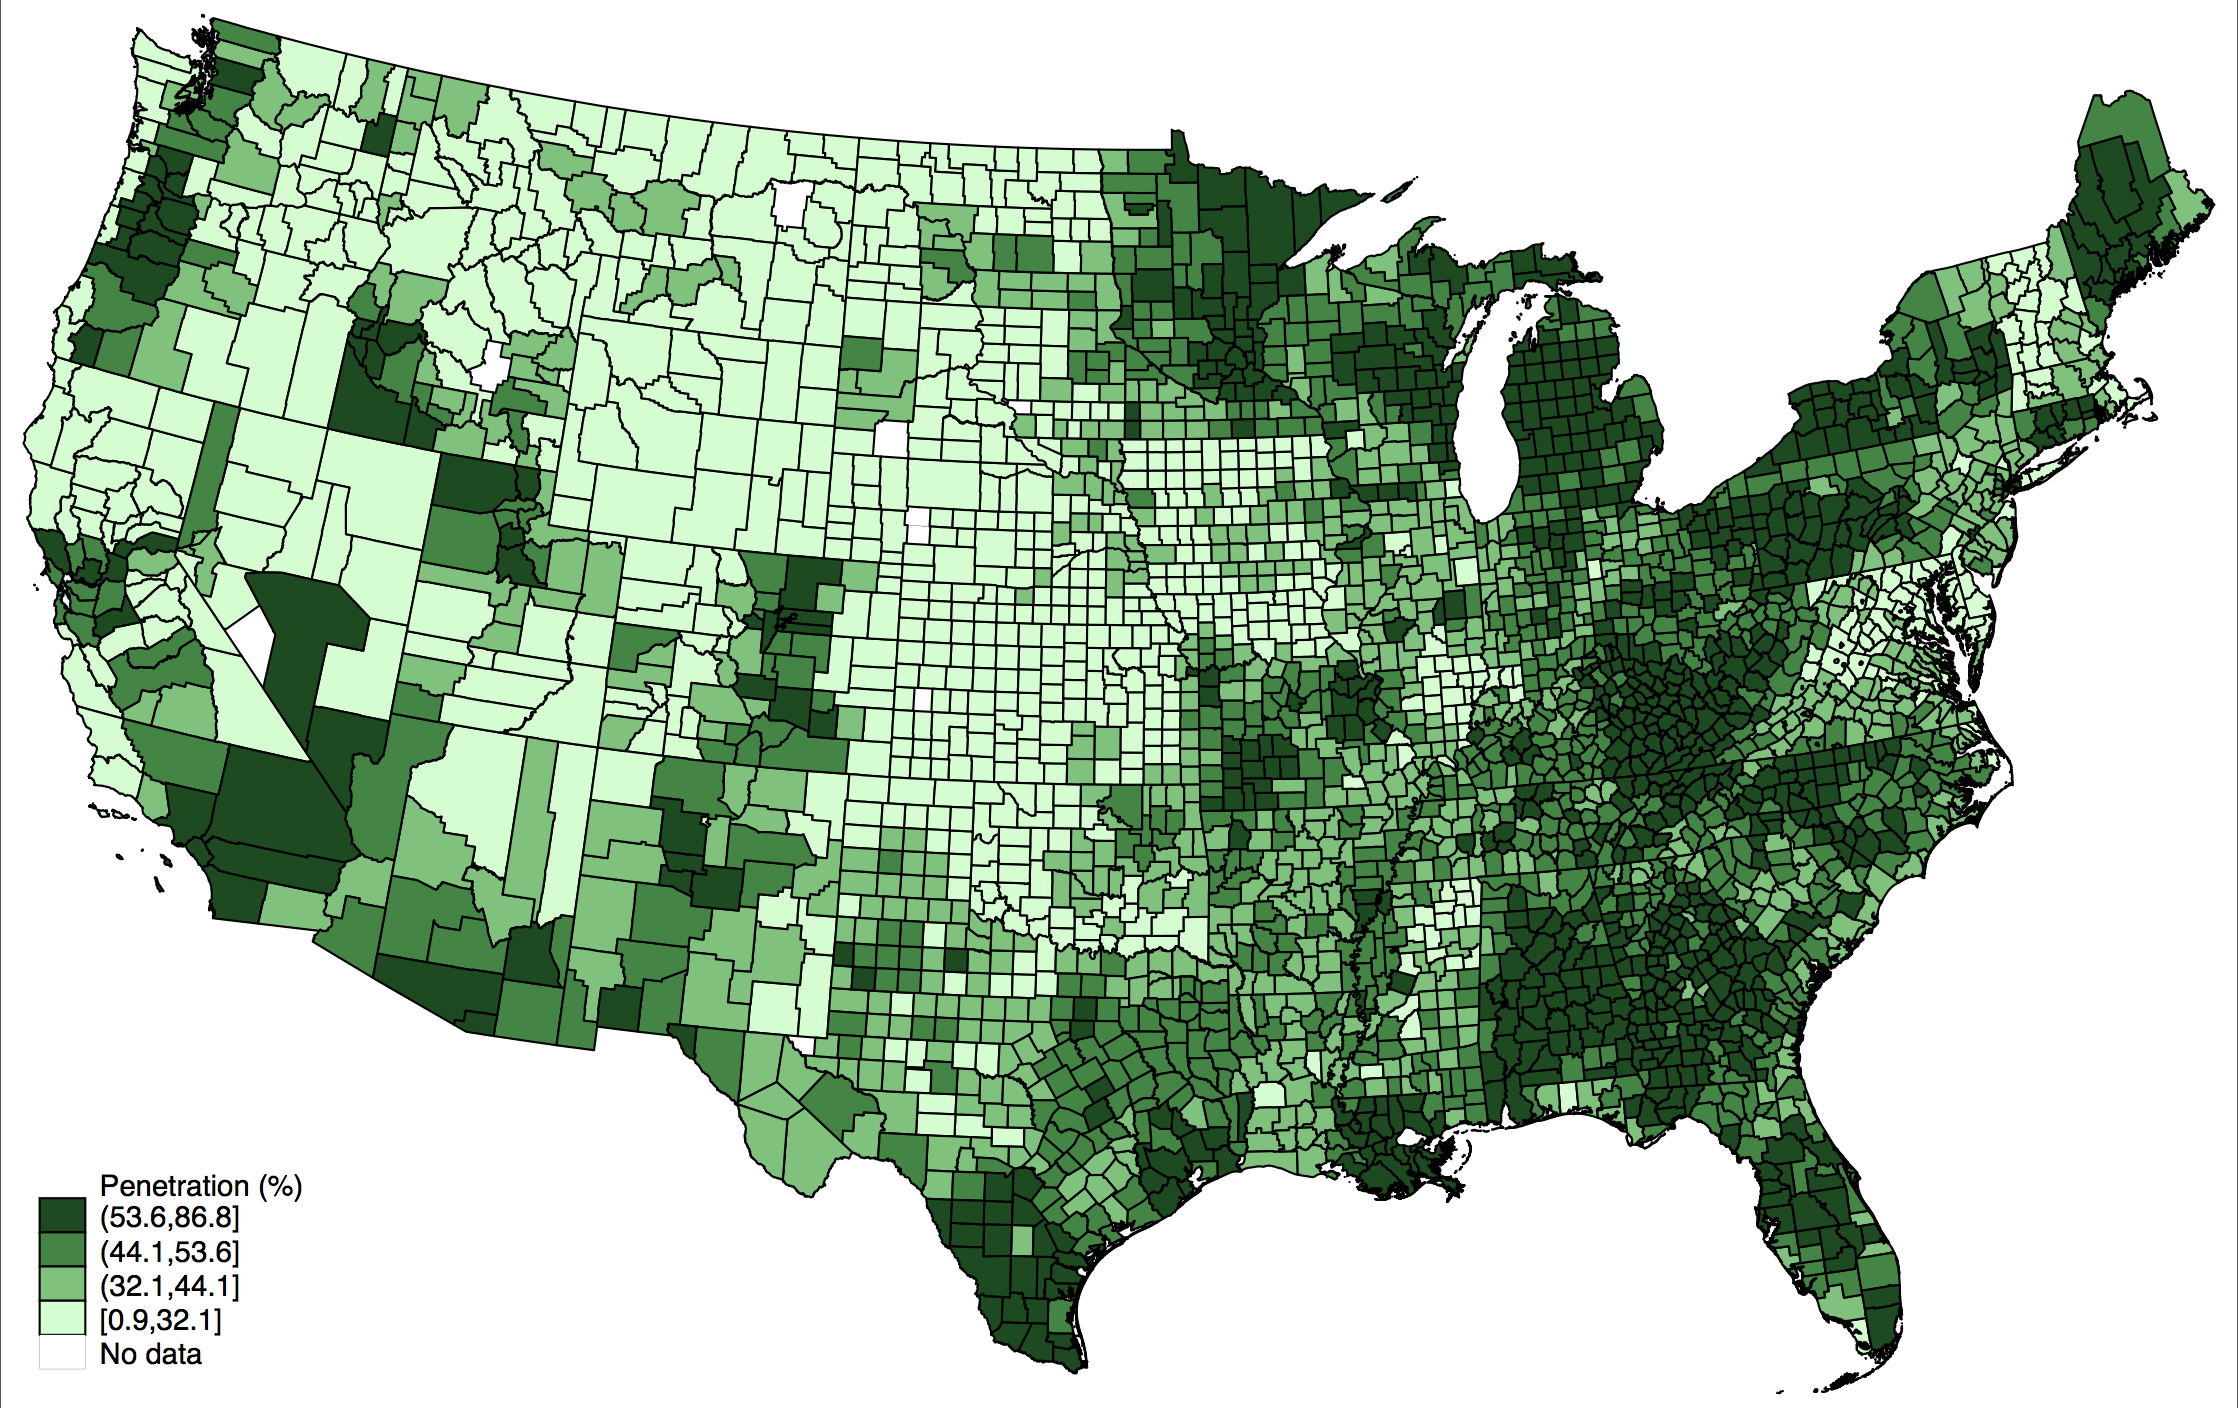 Penetration (%)
(53.6,86.8]
(44.1,53.6]
(32.1,44.1]
[0.9,32.1]
No data